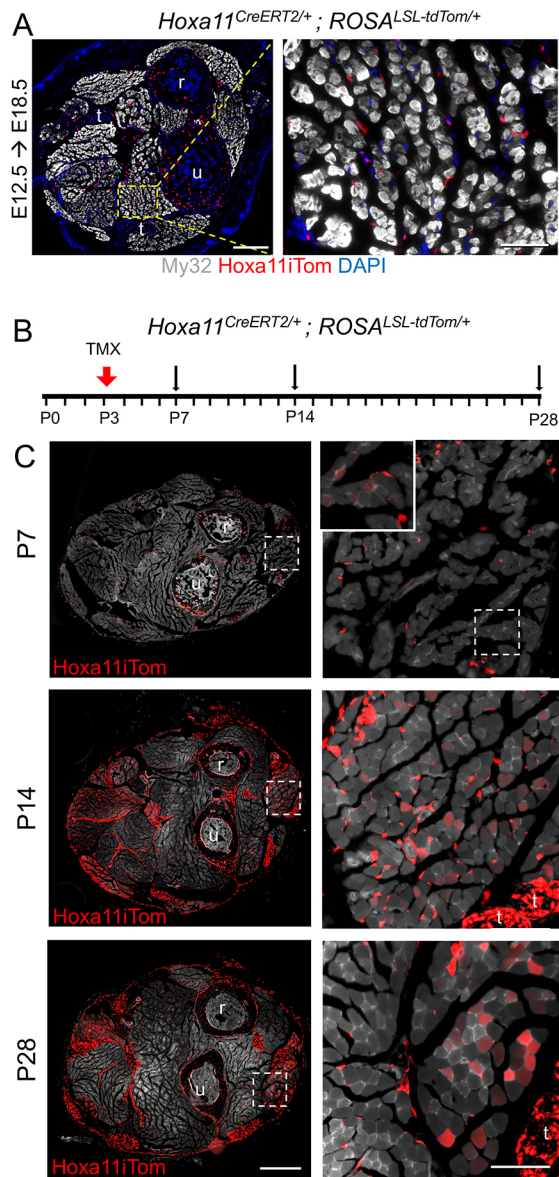 A
Hoxa11CreERT2/+ ; ROSALSL-tdTom/+
E12.5 → E18.5
r
t
u
t
My32 Hoxa11iTom DAPI
B
Hoxa11CreERT2/+ ; ROSALSL-tdTom/+
TMX
P0 P3 P7 P14 P28
C
P7
r
u
Hoxa11iTom
P14
r
u
t
t
Hoxa11iTom
P28
r
u
t
Hoxa11iTom